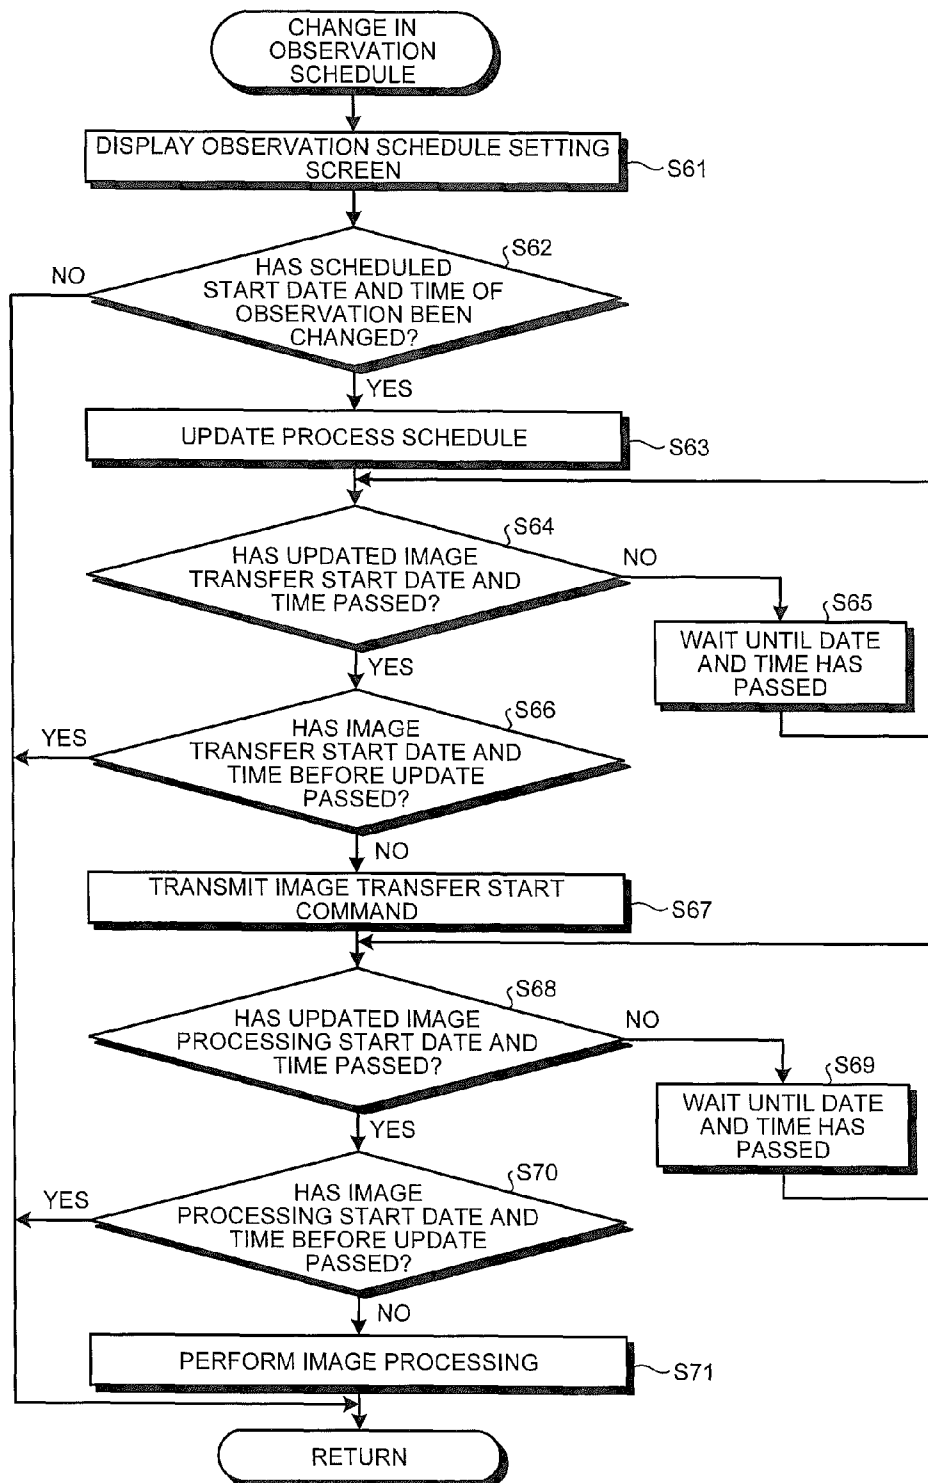 CHANGE IN
OBSERVATION
SCHEDULE
DISPLAY OBSERVATION SCHEDULE SETTING
SCREEN
S61
S62
NO
HAS SCHEDULED
START DATE AND TIME OF
OBSERVATION BEEN
CHANGED?
YES
UPDATE PROCESS SCHEDULE
S63
S64
HAS UPDATED IMAGE
TRANSFER START DATE AND
TIME PASSED?
NO
S65
WAIT UNTIL DATE
AND TIME HAS
PASSED
YES
S66
YES
HAS IMAGE
TRANSFER START DATE AND
TIME BEFORE UPDATE
PASSED?
NO
TRANSMIT IMAGE TRANSFER START
COMMAND
S67
S68
HAS UPDATED IMAGE
PROCESSING START DATE AND
TIME PASSED?
NO
S69
WAIT UNTIL DATE
AND TIME HAS
PASSED
YES
S70
YES
HAS IMAGE
PROCESSING START DATE AND
TIME BEFORE UPDATE
PASSED?
NO
PERFORM IMAGE PROCESSING
S71
RETURN